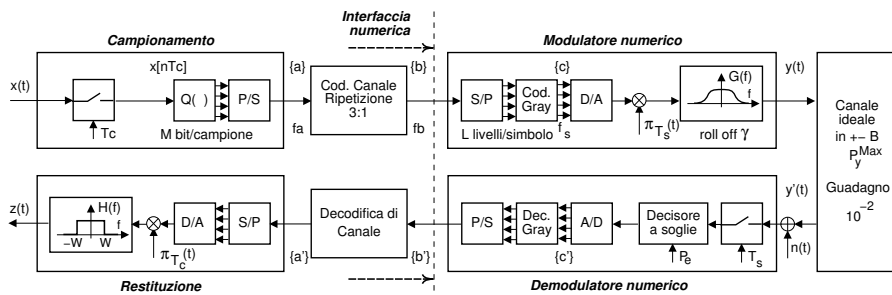 Interfaccia
numerica
Campionamento
Modulatore numerico
x(t)
x[nTc]
Tc
Q( )
P/S
M bit/campione
{a}
fa
Cod. Canale
Ripetizione
3:1
{b}
fb
S/P
Cod.
Gray
{c}
D/A
L livelli/simbolo
f_s
π_Ts(t)
G(f)
f
roll off γ
y(t)
Canale
ideale
in +− B
P_y^Max
Guadagno
10^−2
z(t)
H(f)
f
−W
W
D/A
S/P
π_Tc(t)
{a'}
Decodifica di
Canale
{b'}
P/S
Dec.
Gray
A/D
{c'}
Decisore
a soglie
P_e
T_s
y'(t)
n(t)
Restituzione
Demodulatore numerico